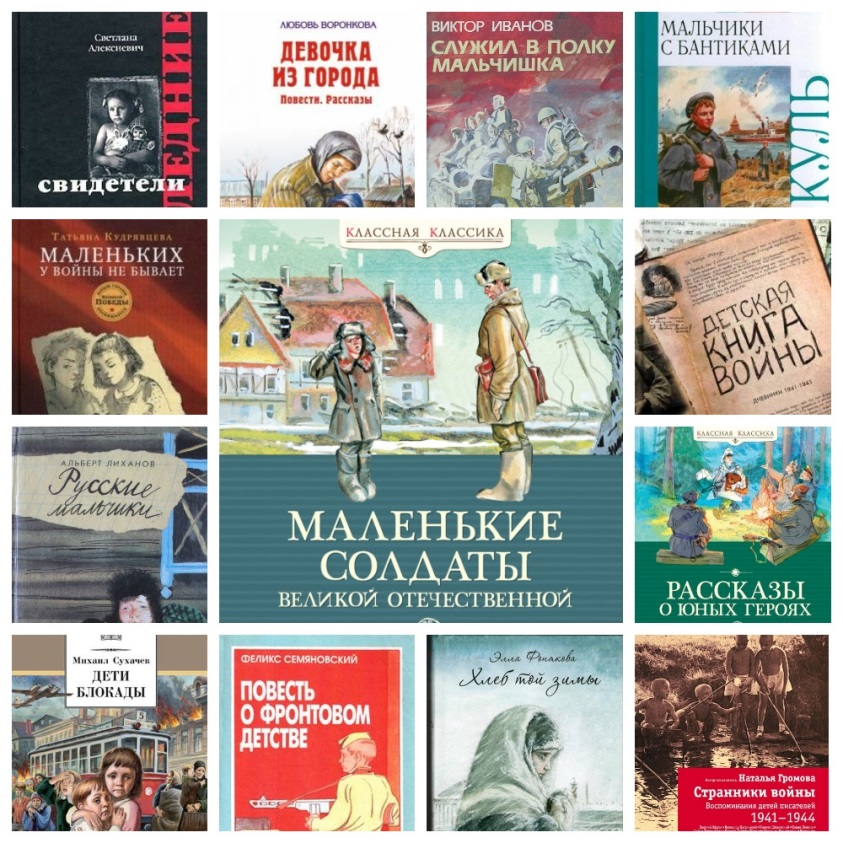 Светлана
Алексиевич
ЛЕДНИЕ
свидетели
ЛЮБОВЬ ВОРОНКОВА
ДЕВОЧКА
ИЗ ГОРОДА
Повести. Рассказы
ВИКТОР ИВАНОВ
СЛУЖИЛ В ПОЛКУ
МАЛЬЧИШКА
МАЛЬЧИКИ
С БАНТИКАМИ
КУЛЬ
ТАТЬЯНА КУДРЯВЦЕВА
МАЛЕНЬКИХ
У ВОЙНЫ НЕ БЫВАЕТ
ПОБЕДЫ
КЛАССНАЯ КЛАССИКА
МАЛЕНЬКИЕ
СОЛДАТЫ
ВЕЛИКОЙ ОТЕЧЕСТВЕННОЙ
ДЕТСКАЯ
КНИГА
ВОЙНЫ
ДНЕВНИКИ 1941-1945
АЛЬБЕРТ ЛИХАНОВ
Русские
мальчики
КЛАССНАЯ КЛАССИКА
РАССКАЗЫ
О ЮНЫХ ГЕРОЯХ
Михаил Сухачев
ДЕТИ
БЛОКАДЫ
5
ФЕЛИКС СЕМЯНОВСКИЙ
ПОВЕСТЬ
О ФРОНТОВОМ
ДЕТСТВЕ
Элла Фонякова
Хлеб той зимы
Наталья Громова
Странники войны
Воспоминания детей писателей
1941–1944